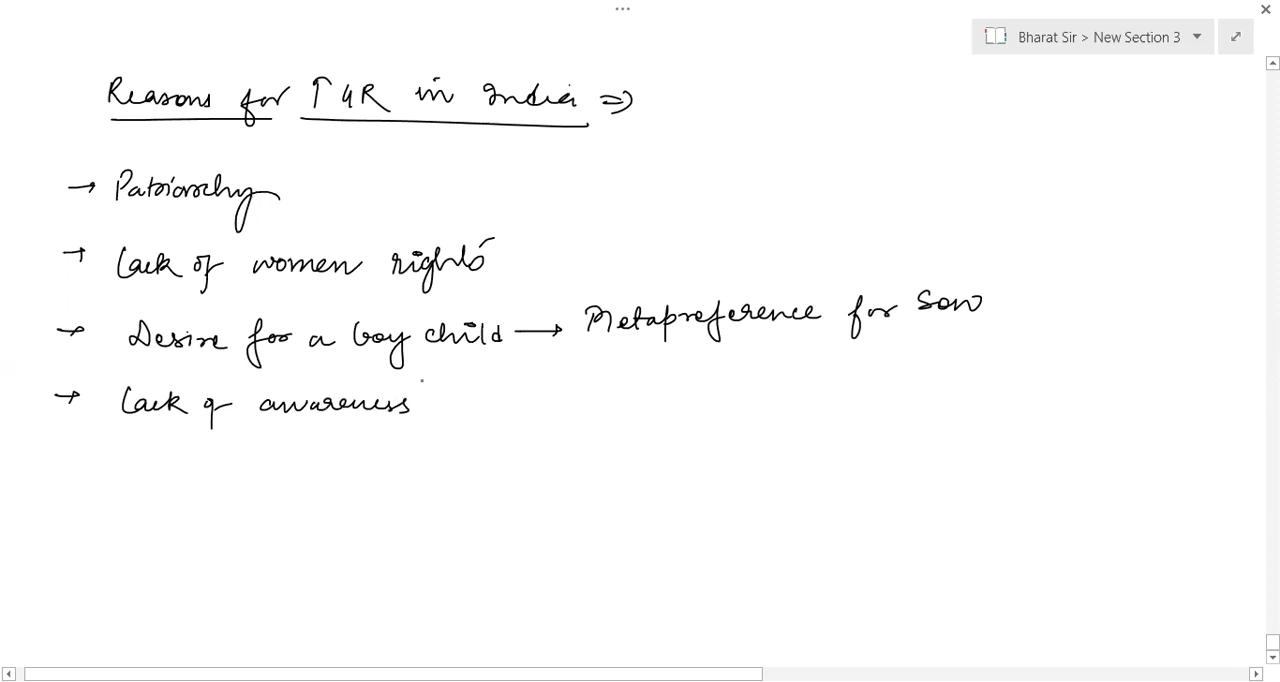 Bharat Sir > New Section 3
Reasons for ↑ GR in India ⇒
→ Patriarchy
→ Lack of women rights
→ Desire for a boy child → Metapreference for Son
→ Lack of awareness